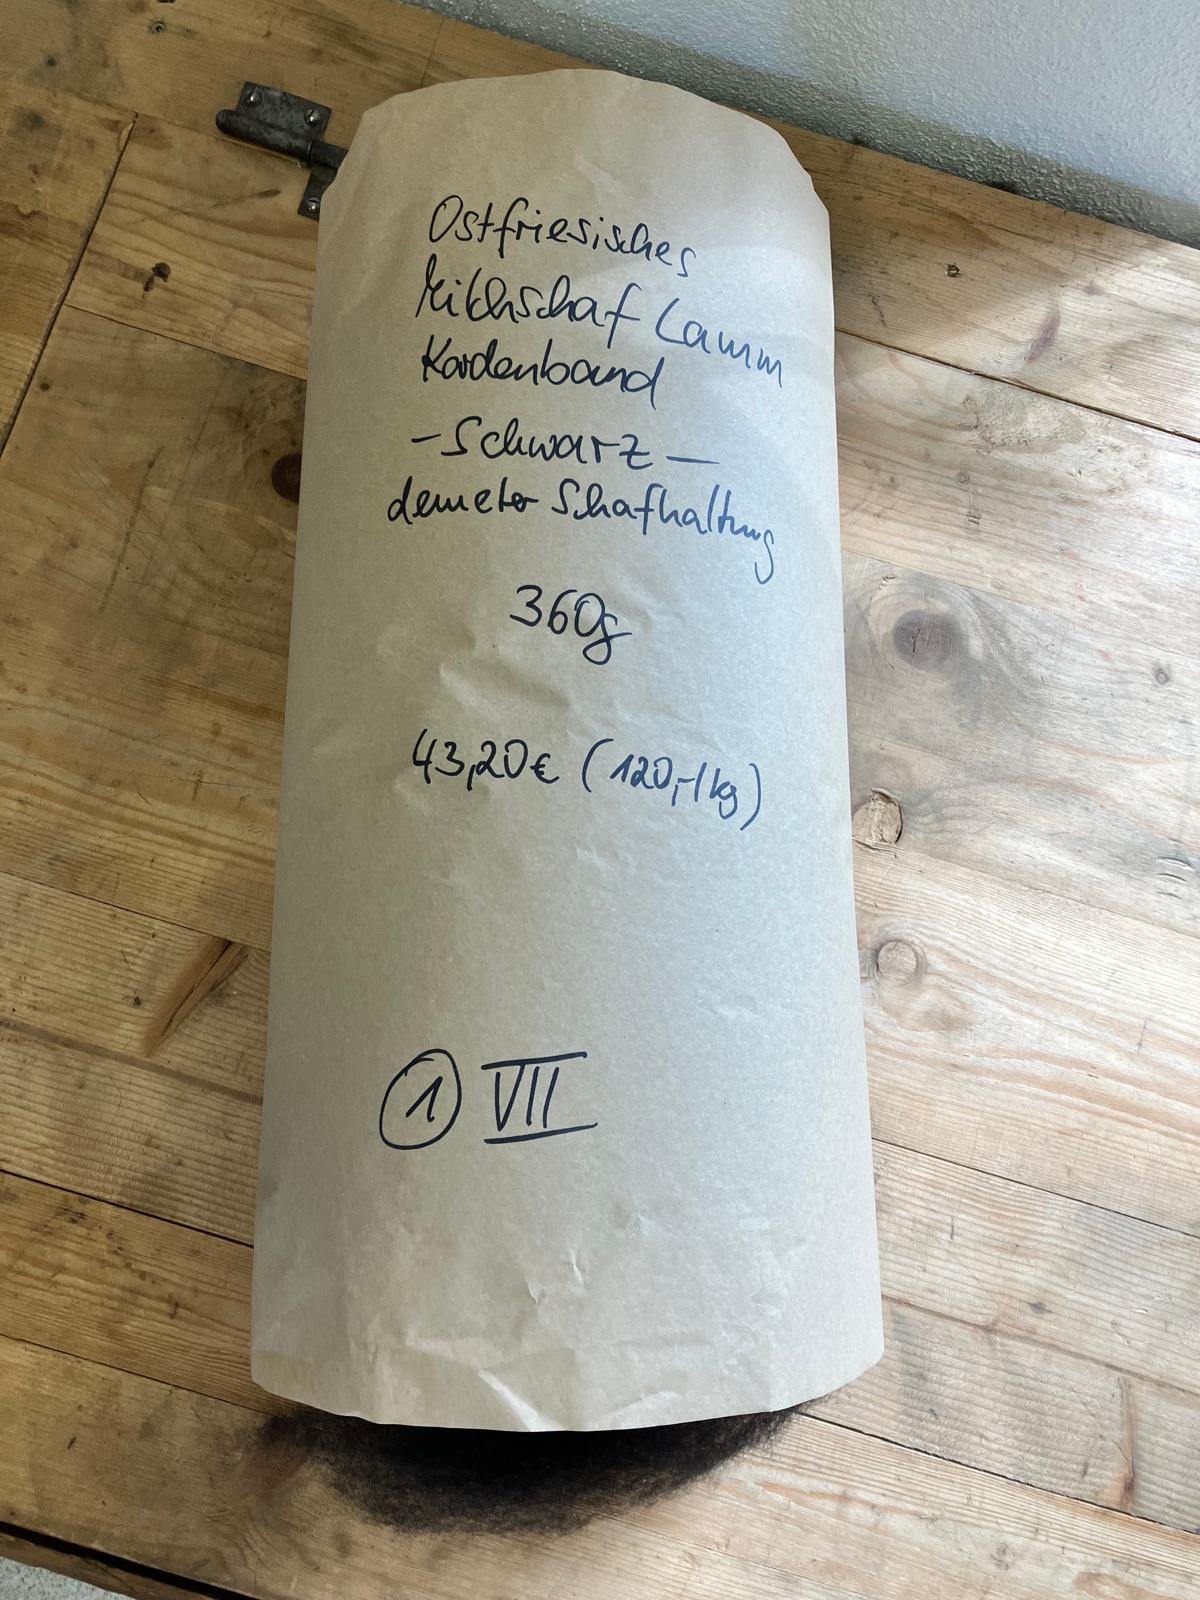 Ostfriesisches
Milchschaf Lamm
Kardenband
- Schwarz -
demeter Schafhaltung
360g
43,20€ (120,-/kg)
1 VII